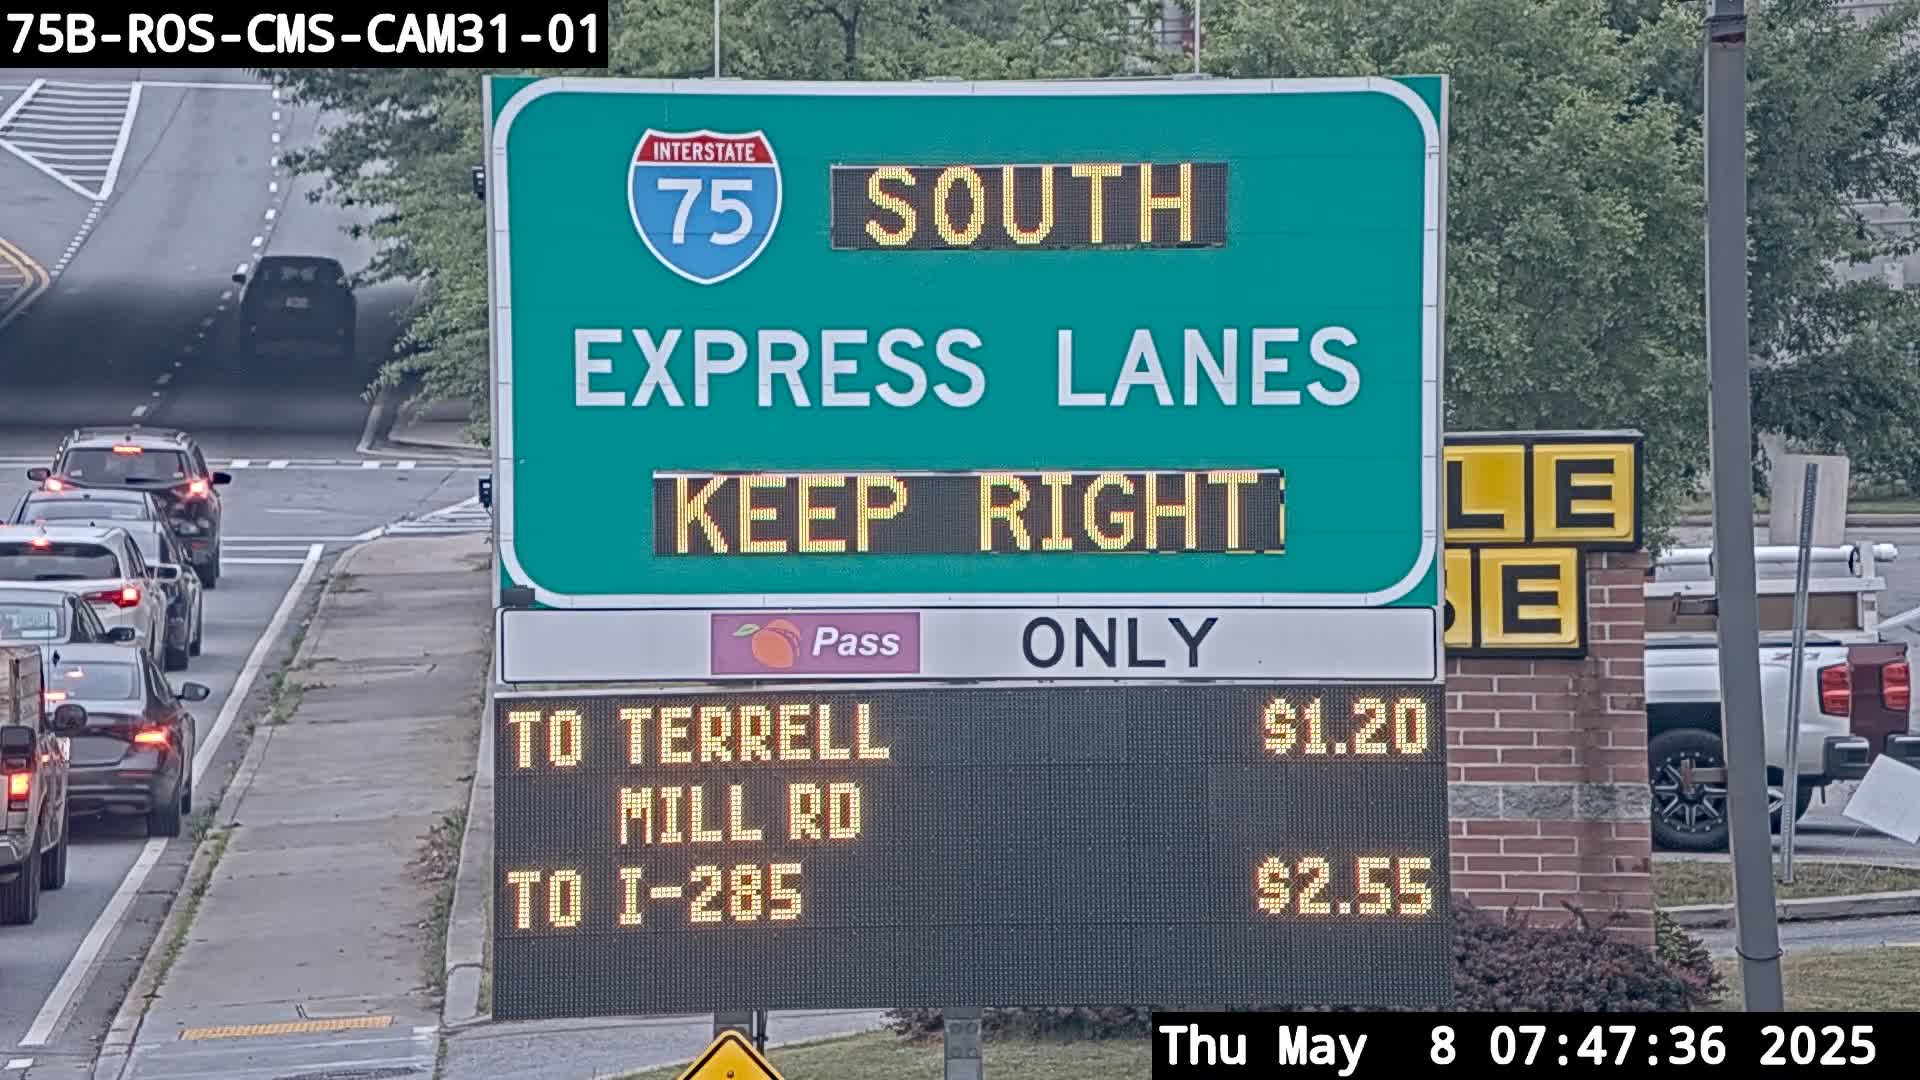 75B-ROS-CMS-CAM31-01
INTERSTATE
75
SOUTH
EXPRESS LANES
KEEP RIGHT
Pass ONLY
TO TERRELL $1.20
MILL RD
TO I-285 $2.55
LE
E
Thu May 8 07:47:36 2025